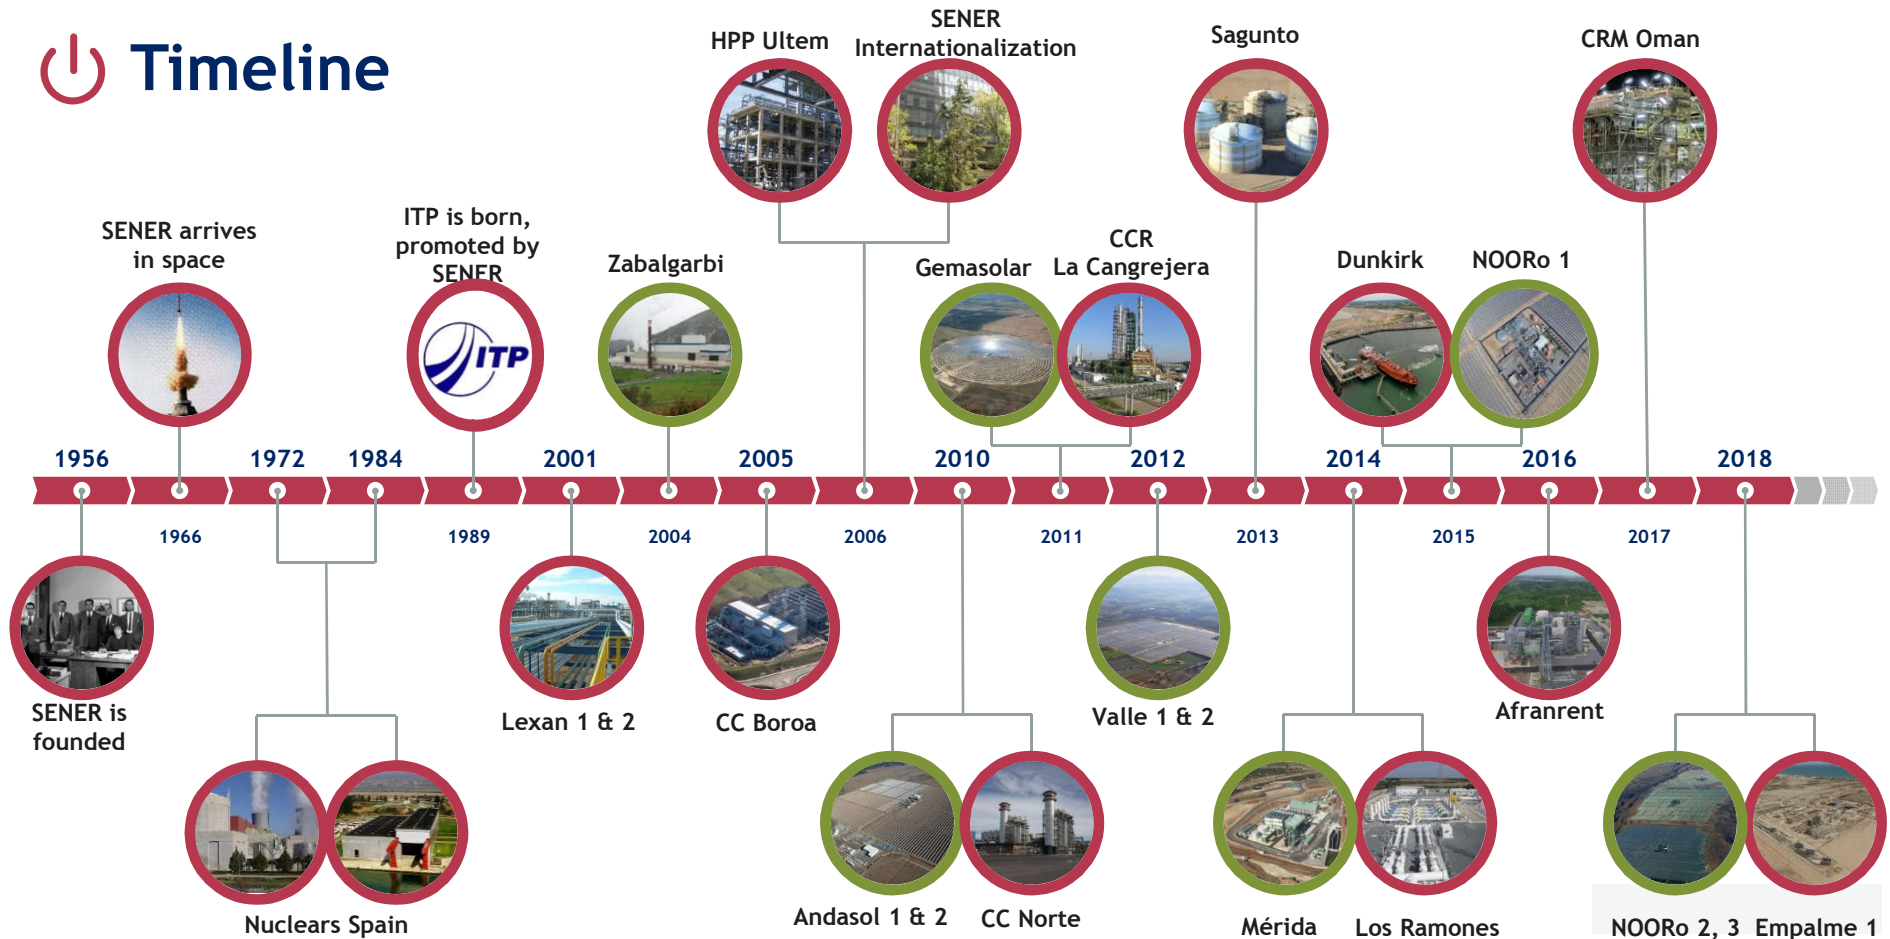 Timeline
HPP Ultem
SENER
Internationalization
Sagunto
CRM Oman
SENER arrives
in space
ITP is born,
promoted by
SENER
ITP
Zabalgarbi
Gemasolar
CCR
La Cangrejera
Dunkirk
NOORo 1
1956
1972
1984
2001
2005
2010
2012
2014
2016
2018
1966
1989
2004
2006
2011
2013
2015
2017
SENER is
founded
Lexan 1 & 2
CC Boroa
Valle 1 & 2
Afranrent
Nuclears Spain
Andasol 1 & 2
CC Norte
Mérida
Los Ramones
NOORo 2, 3
Empalme 1